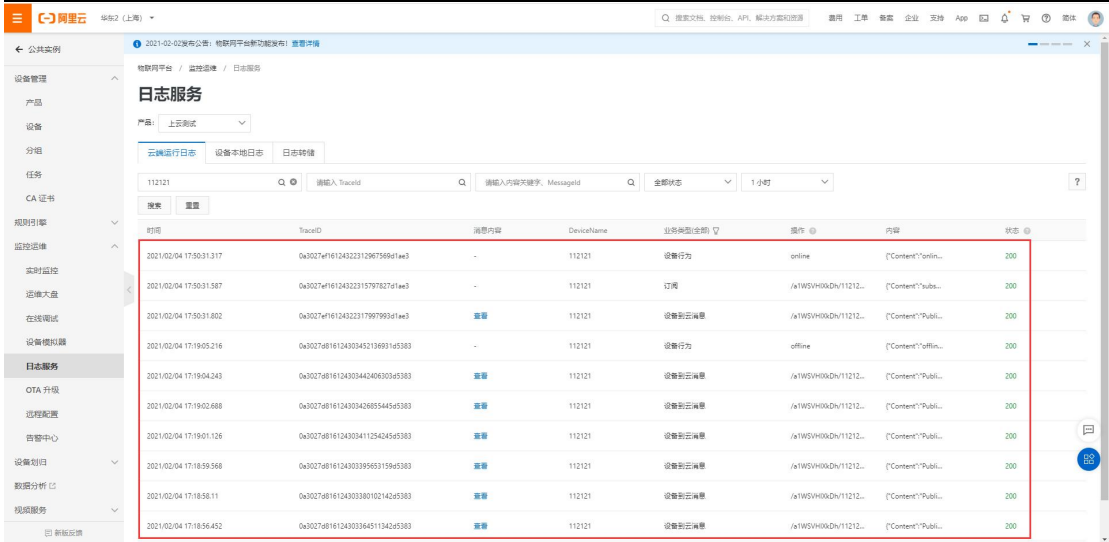 阿里云 华东2（上海） 搜索文档、控制台、API、解决方案和资源 费用 工单 备案 企业 支持 App 简体
公共实例
2021-02-02发布公告：物联网平台新功能发布！查看详情
设备管理
产品
设备
分组
任务
CA 证书
规则引擎
监控运维
实时监控
运维大盘
在线调试
设备模拟器
日志服务
OTA 升级
远程配置
告警中心
设备划归
数据分析
视频服务
新版反馈
物联网平台 / 监控运维 / 日志服务
日志服务
产品： 上云测试
云端运行日志 设备本地日志 日志转储
112121 请输入 TraceId 请输入内容关键字、MessageId 全部状态 1 小时 ?
搜索 重置
时间 TraceID 消息内容 DeviceName 业务类型(全部) 操作 内容 状态
2021/02/04 17:50:31.317 0a3027ef16124322312967569d1ae3 - 112121 设备行为 online {"Content":"onlin... 200
2021/02/04 17:50:31.587 0a3027ef16124322315797827d1ae3 - 112121 订阅 /a1WSVHIXkDh/11212... {"Content":"subs... 200
2021/02/04 17:50:31.802 0a3027ef16124322317997993d1ae3 查看 112121 设备到云消息 /a1WSVHIXkDh/11212... {"Content":"Publi... 200
2021/02/04 17:19:05.216 0a3027d816124303452136931d5383 - 112121 设备行为 offline {"Content":"offlin... 200
2021/02/04 17:19:04.243 0a3027d816124303442406303d5383 查看 112121 设备到云消息 /a1WSVHIXkDh/11212... {"Content":"Publi... 200
2021/02/04 17:19:02.688 0a3027d816124303426855445d5383 查看 112121 设备到云消息 /a1WSVHIXkDh/11212... {"Content":"Publi... 200
2021/02/04 17:19:01.126 0a3027d816124303411254245d5383 查看 112121 设备到云消息 /a1WSVHIXkDh/11212... {"Content":"Publi... 200
2021/02/04 17:18:59.568 0a3027d816124303395653159d5383 查看 112121 设备到云消息 /a1WSVHIXkDh/11212... {"Content":"Publi... 200
2021/02/04 17:18:58.11 0a3027d816124303380102142d5383 查看 112121 设备到云消息 /a1WSVHIXkDh/11212... {"Content":"Publi... 200
2021/02/04 17:18:56.452 0a3027d816124303364511342d5383 查看 112121 设备到云消息 /a1WSVHIXkDh/11212... {"Content":"Publi... 200